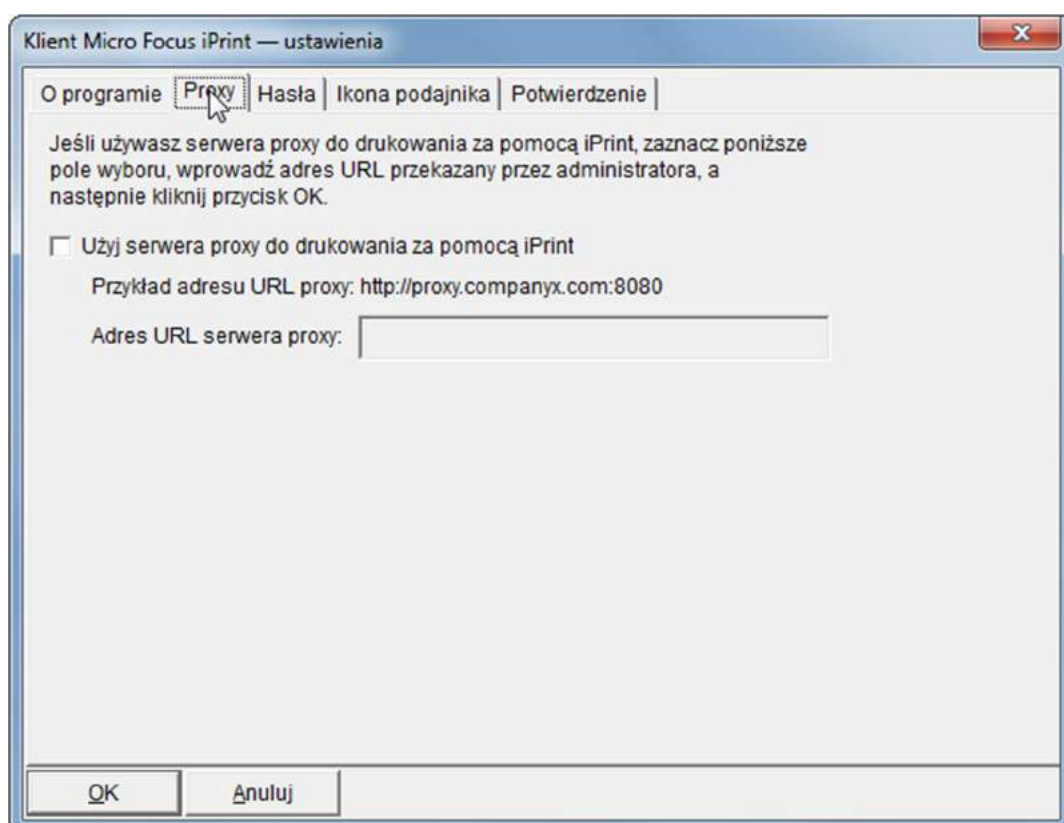 Klient Micro Focus iPrint — ustawienia
O programie Proxy Hasła Ikona podajnika Potwierdzenie
Jeśli używasz serwera proxy do drukowania za pomocą iPrint, zaznacz poniższe
pole wyboru, wprowadź adres URL przekazany przez administratora, a
następnie kliknij przycisk OK.
Użyj serwera proxy do drukowania za pomocą iPrint
Przykład adresu URL proxy: http://proxy.companyx.com:8080
Adres URL serwera proxy:
OK Anuluj